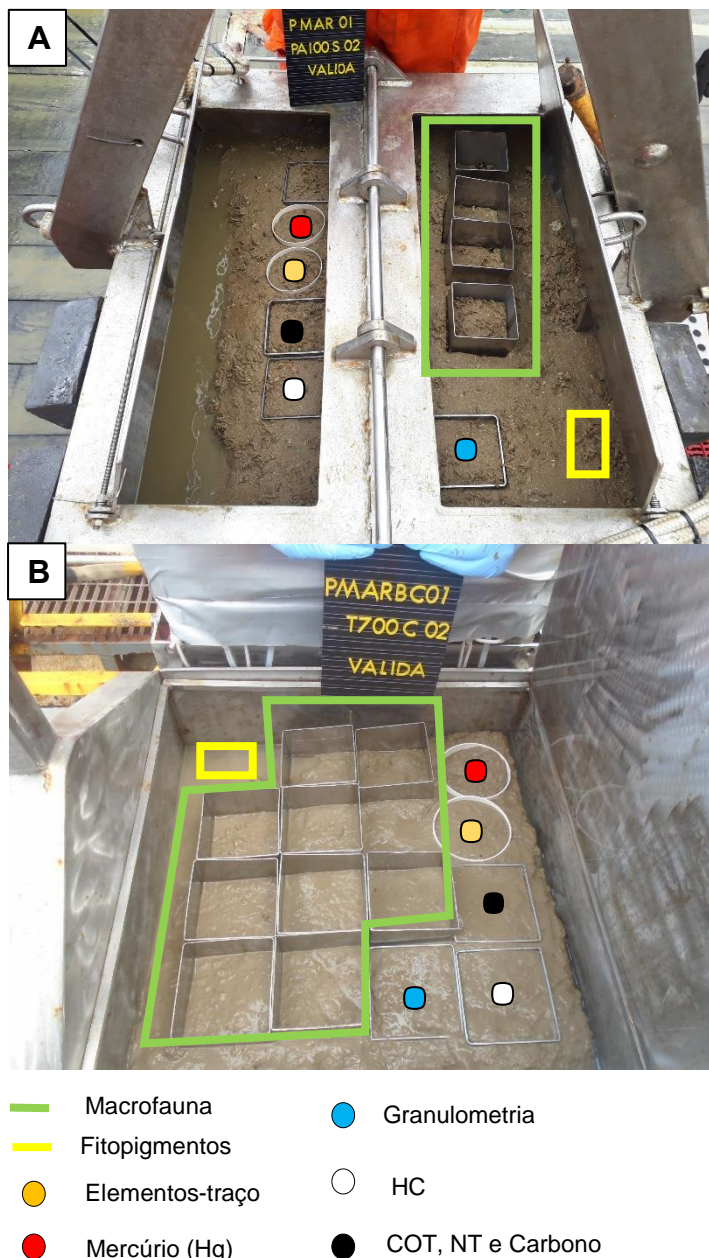 A
PMAR 01
PA100 S 02
VALIDA
B
PMARBC01
T700 C 02
VALIDA
Macrofauna
Fitopigmentos
Elementos-traço
Mercúrio (Hg)
Granulometria
HC
COT, NT e Carbono